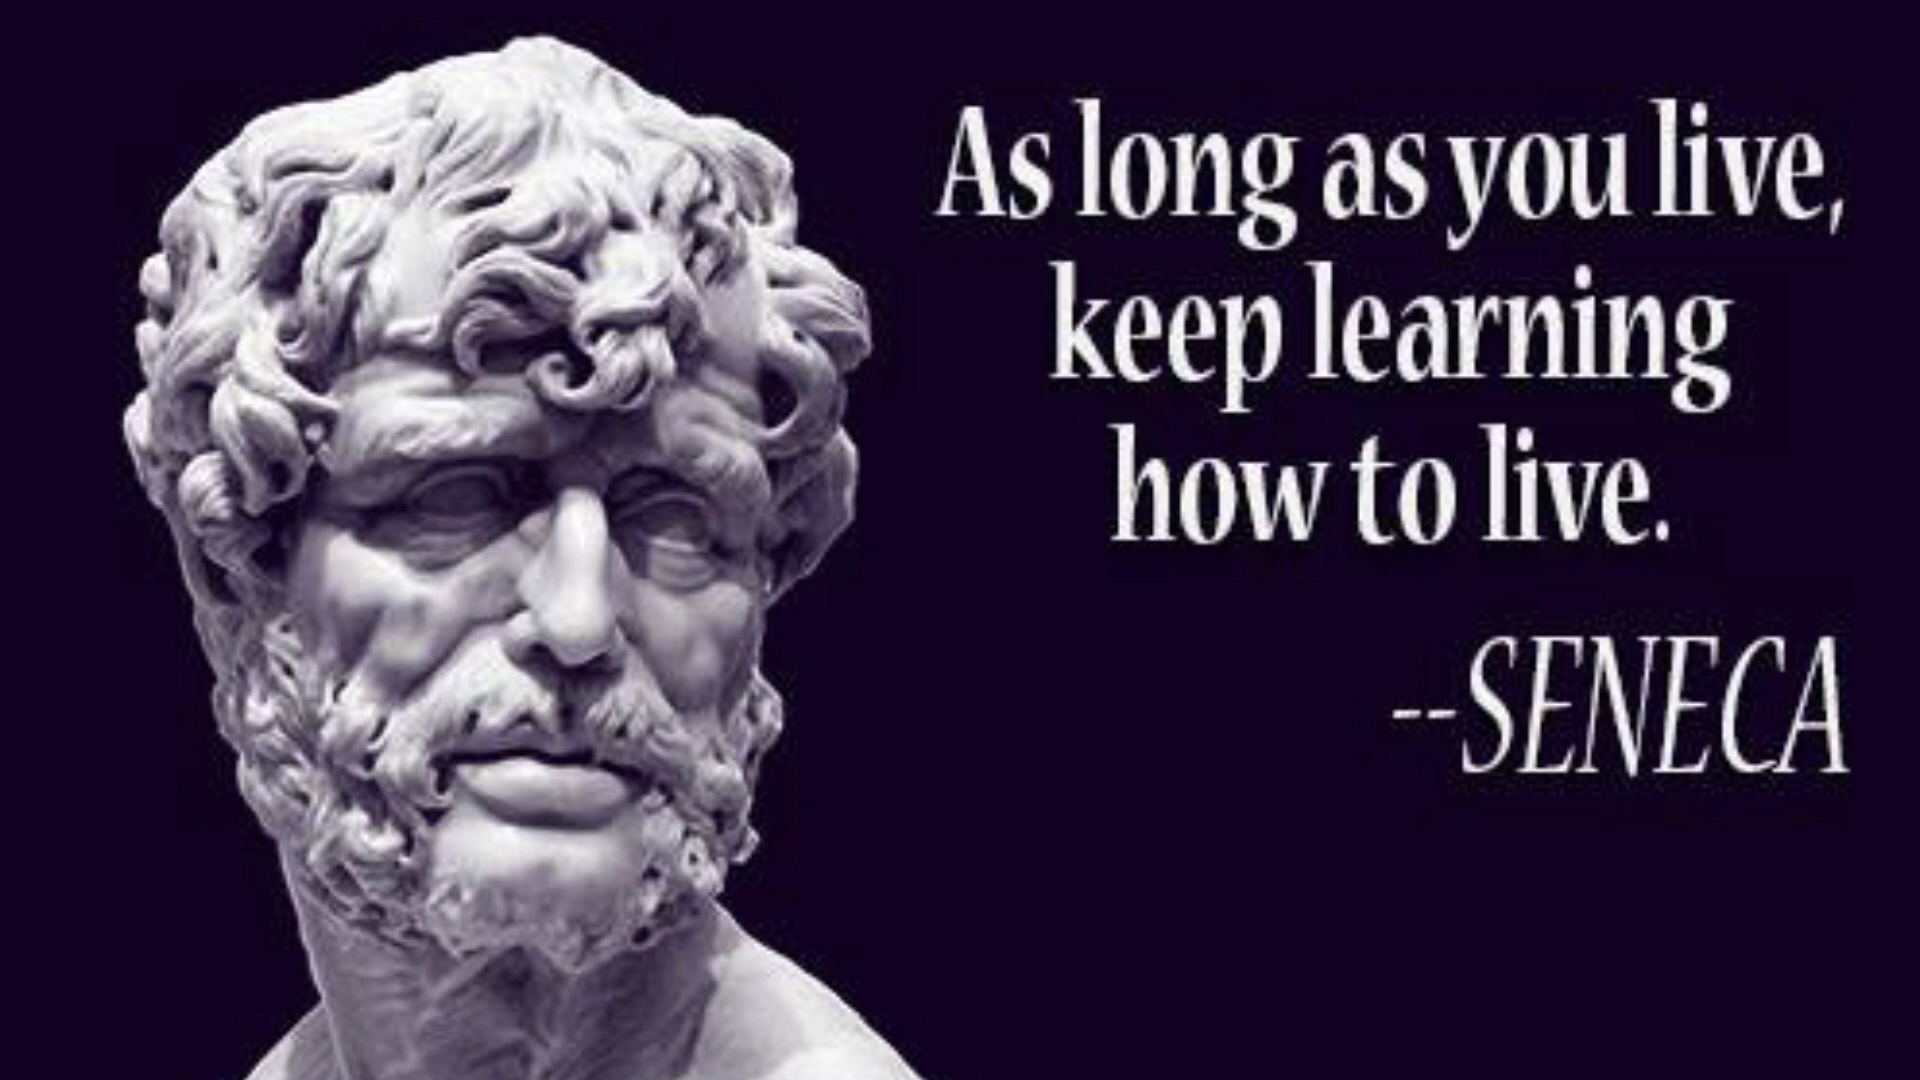 As long as you live,
keep learning
how to live.
--SENECA